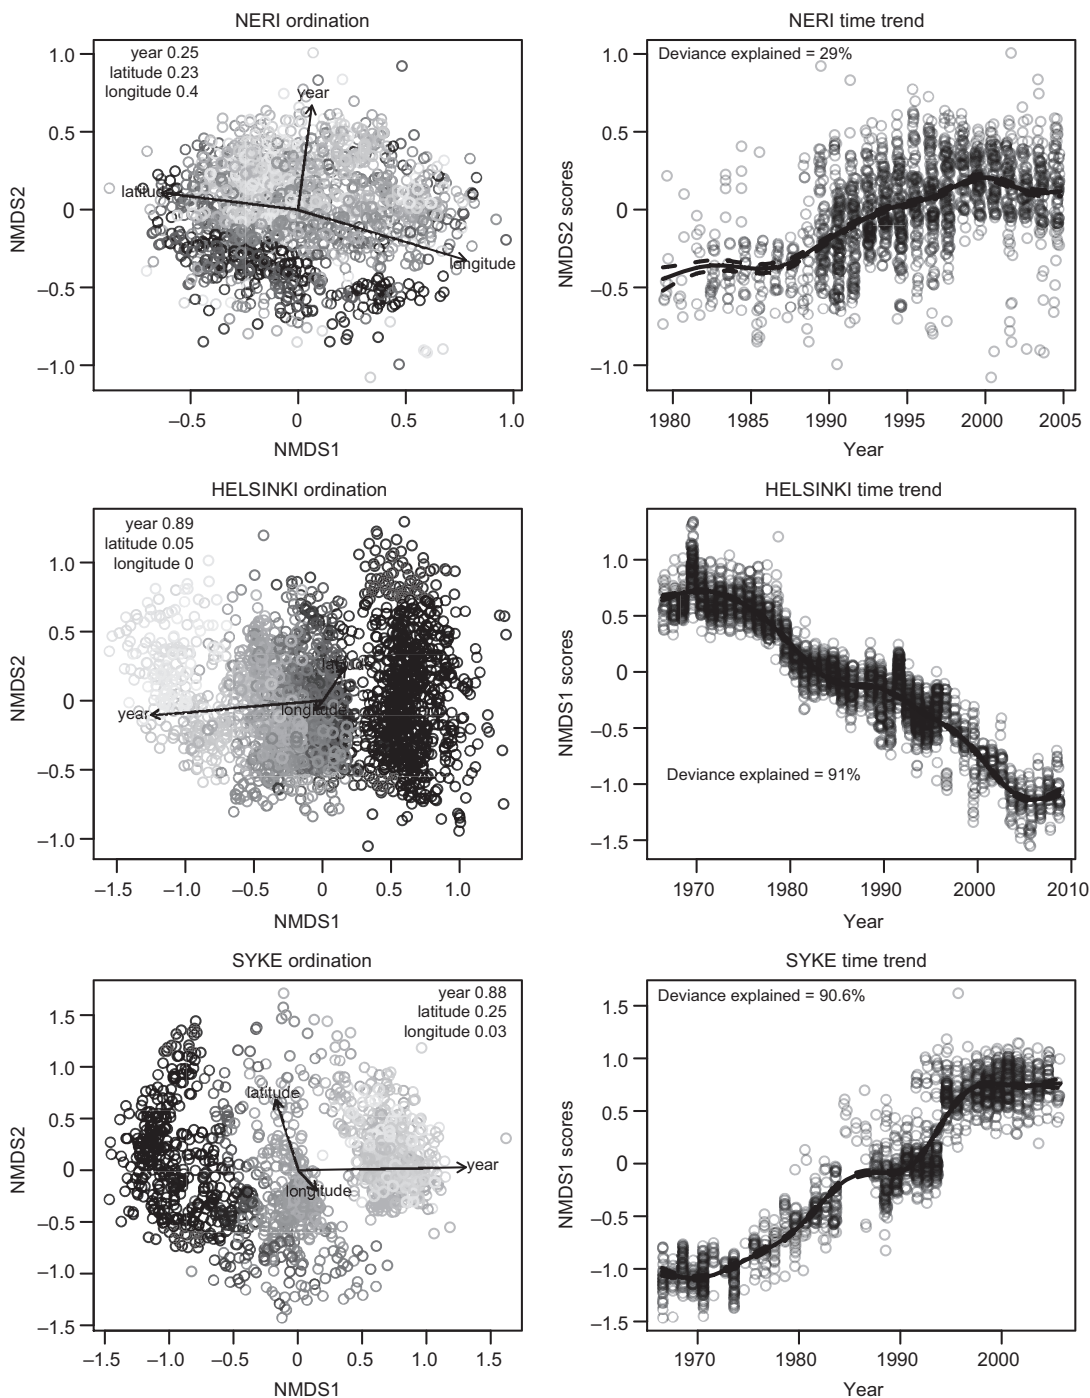 NERI ordination
year 0.25
latitude 0.23
longitude 0.4
year
latitude
longitude
1.0
0.5
0
–0.5
–1.0
NMDS2
–0.5
0
0.5
1.0
NMDS1
NERI time trend
Deviance explained = 29%
1.0
0.5
0
–0.5
–1.0
NMDS2 scores
1980
1985
1990
1995
2000
2005
Year
HELSINKI ordination
year 0.89
latitude 0.05
longitude 0
latitude
longitude
year
1.0
0.5
0
–0.5
–1.0
NMDS2
–1.5
–1.0
–0.5
0
0.5
1.0
NMDS1
HELSINKI time trend
Deviance explained = 91%
1.0
0.5
0
–0.5
–1.0
–1.5
NMDS1 scores
1970
1980
1990
2000
2010
Year
SYKE ordination
year 0.88
latitude 0.25
longitude 0.03
latitude
year
longitude
1.5
1.0
0.5
0
–0.5
–1.0
–1.5
NMDS2
–1.5
–1.0
–0.5
0
0.5
1.0
1.5
NMDS1
SYKE time trend
Deviance explained = 90.6%
1.5
1.0
0.5
0
–0.5
–1.0
–1.5
NMDS1 scores
1970
1980
1990
2000
Year